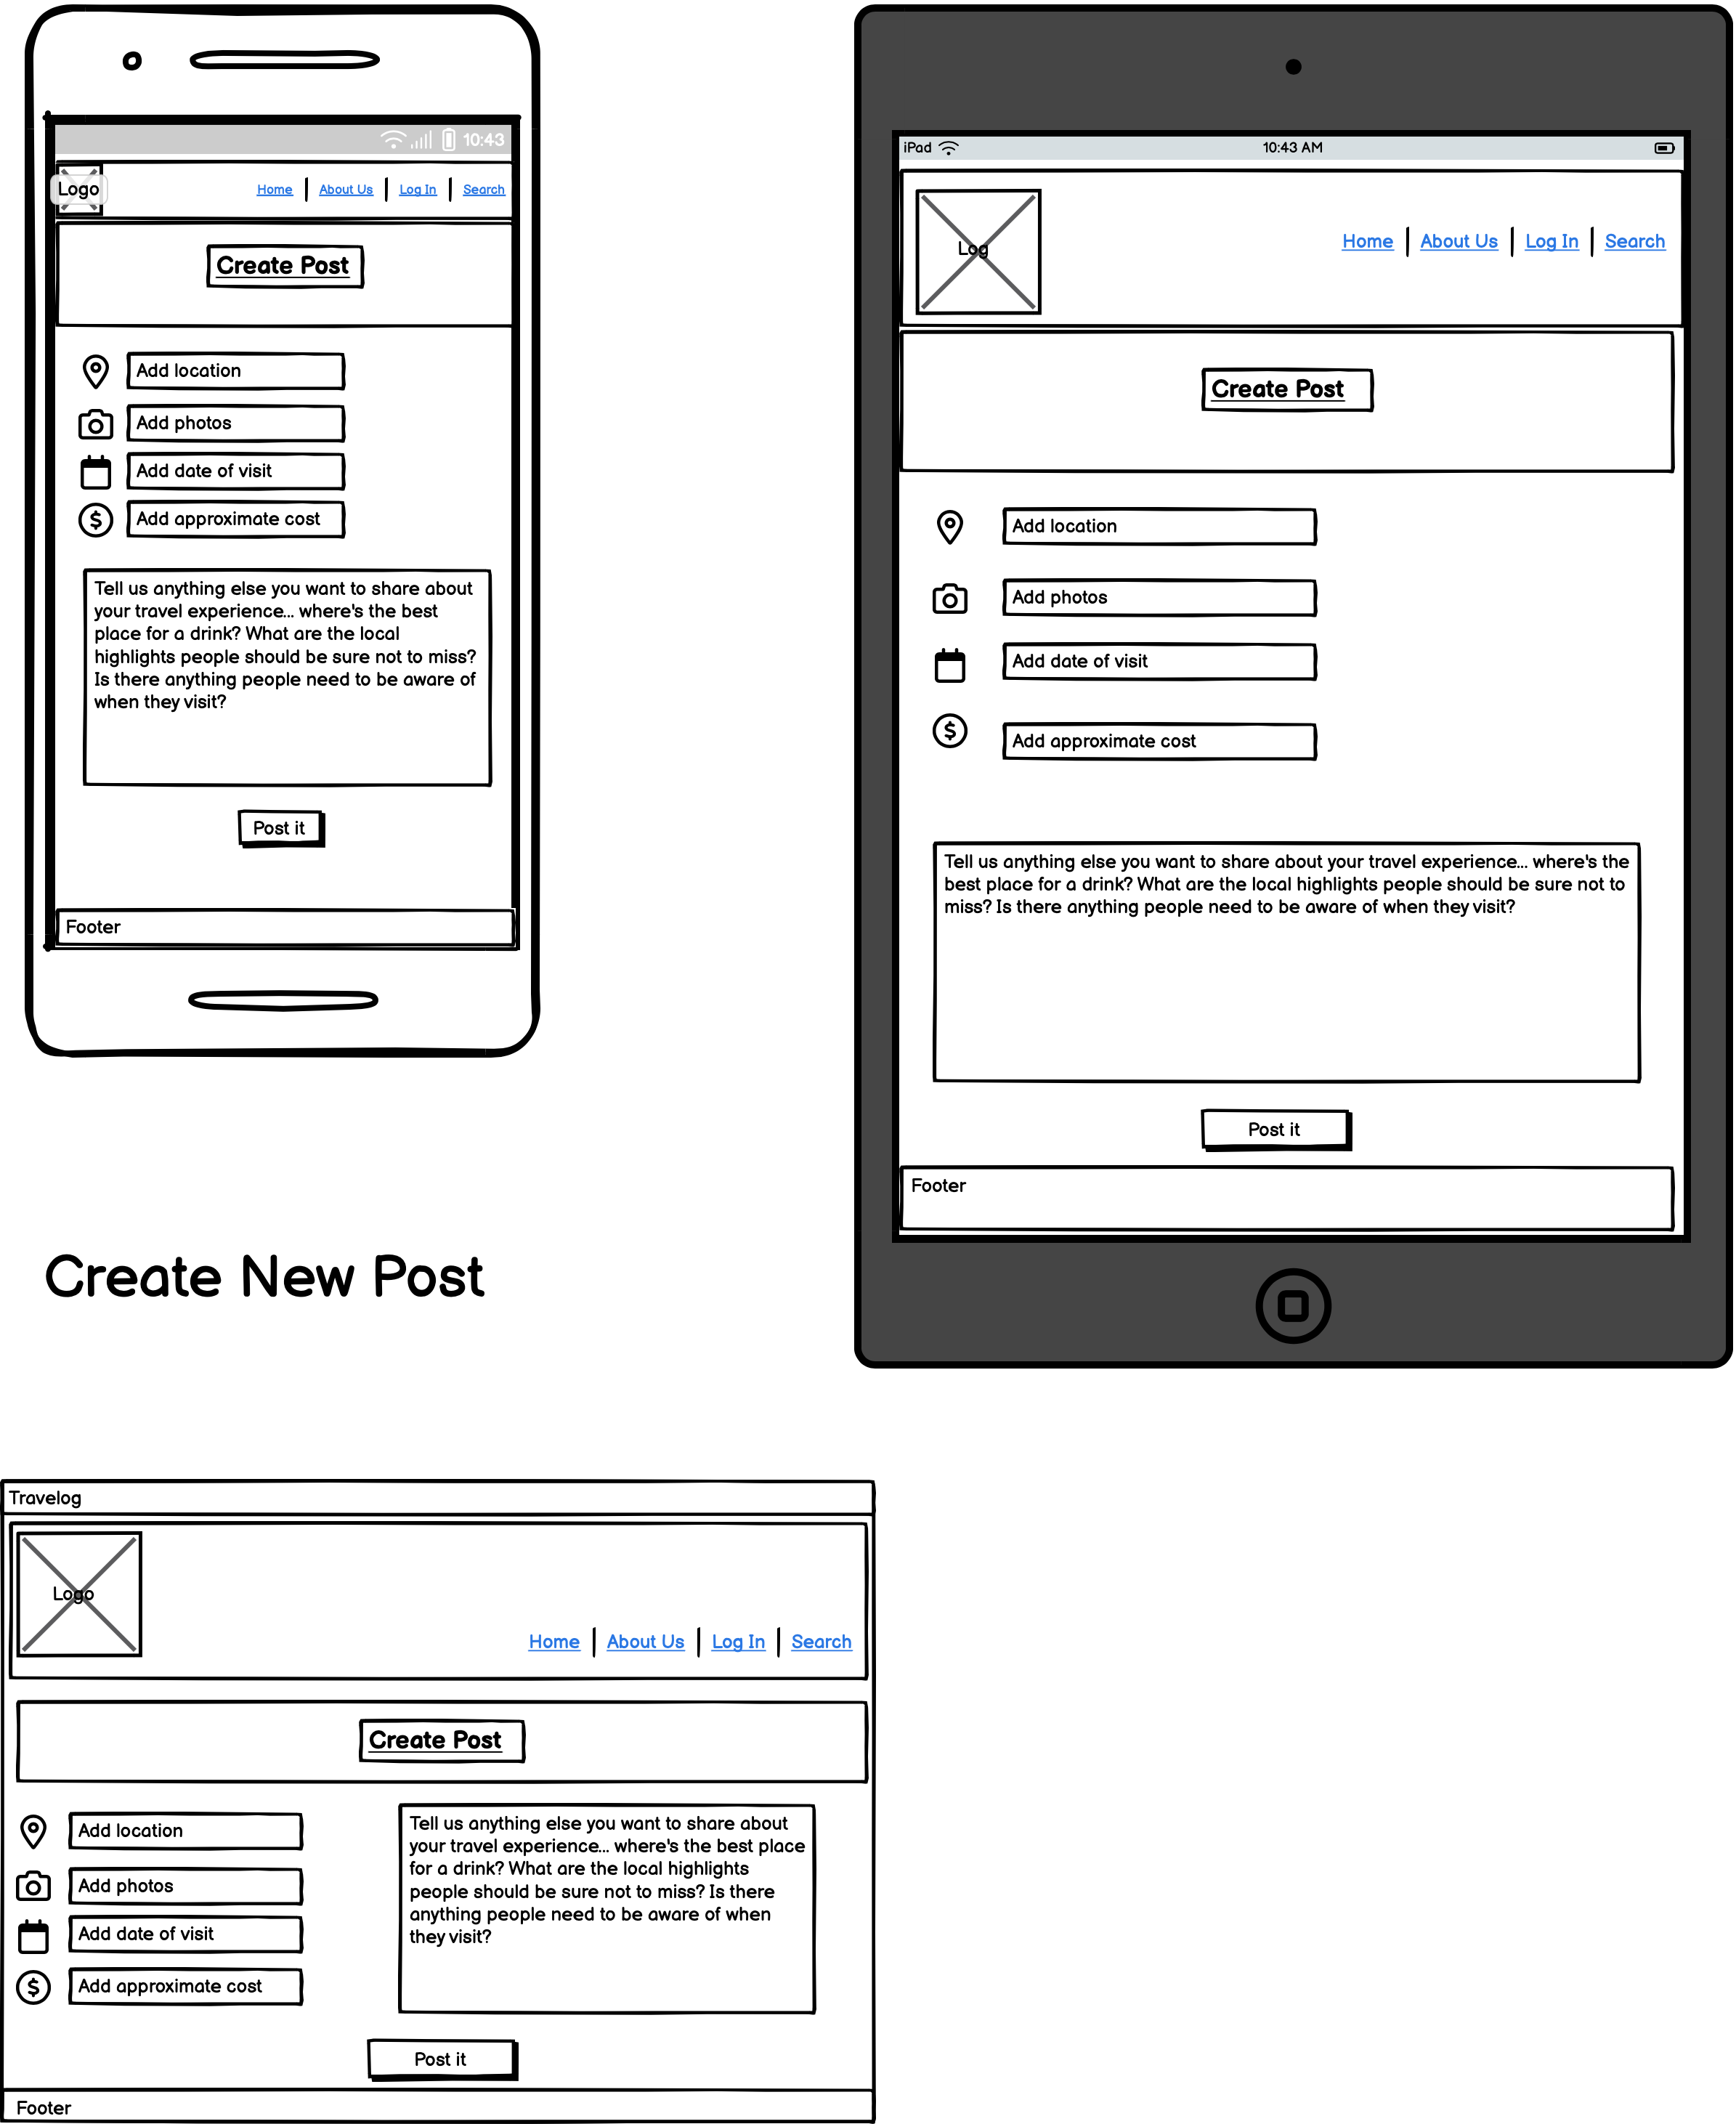 10:43
Logo
Home About Us Log In Search
Create Post
Add location
Add photos
Add date of visit
Add approximate cost
Tell us anything else you want to share about
your travel experience... where's the best
place for a drink? What are the local
highlights people should be sure not to miss?
Is there anything people need to be aware of
when they visit?
Post it
Footer
iPad 10:43 AM
Log
Home About Us Log In Search
Create Post
Add location
Add photos
Add date of visit
Add approximate cost
Tell us anything else you want to share about your travel experience... where's the
best place for a drink? What are the local highlights people should be sure not to
miss? Is there anything people need to be aware of when they visit?
Post it
Footer
Create New Post
Travelog
Logo
Home About Us Log In Search
Create Post
Add location
Add photos
Add date of visit
Add approximate cost
Tell us anything else you want to share about
your travel experience... where's the best place
for a drink? What are the local highlights
people should be sure not to miss? Is there
anything people need to be aware of when
they visit?
Post it
Footer